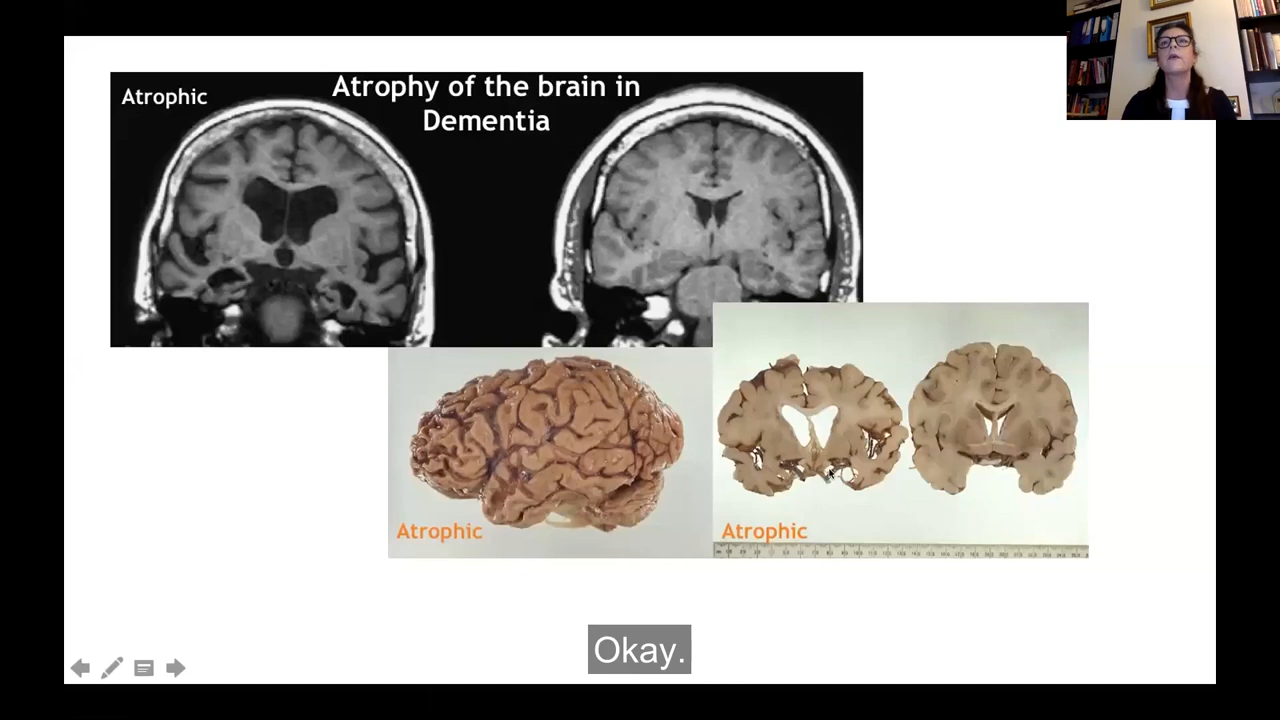 Atrophic
Atrophy of the brain in
Dementia
Atrophic
Atrophic
Okay.